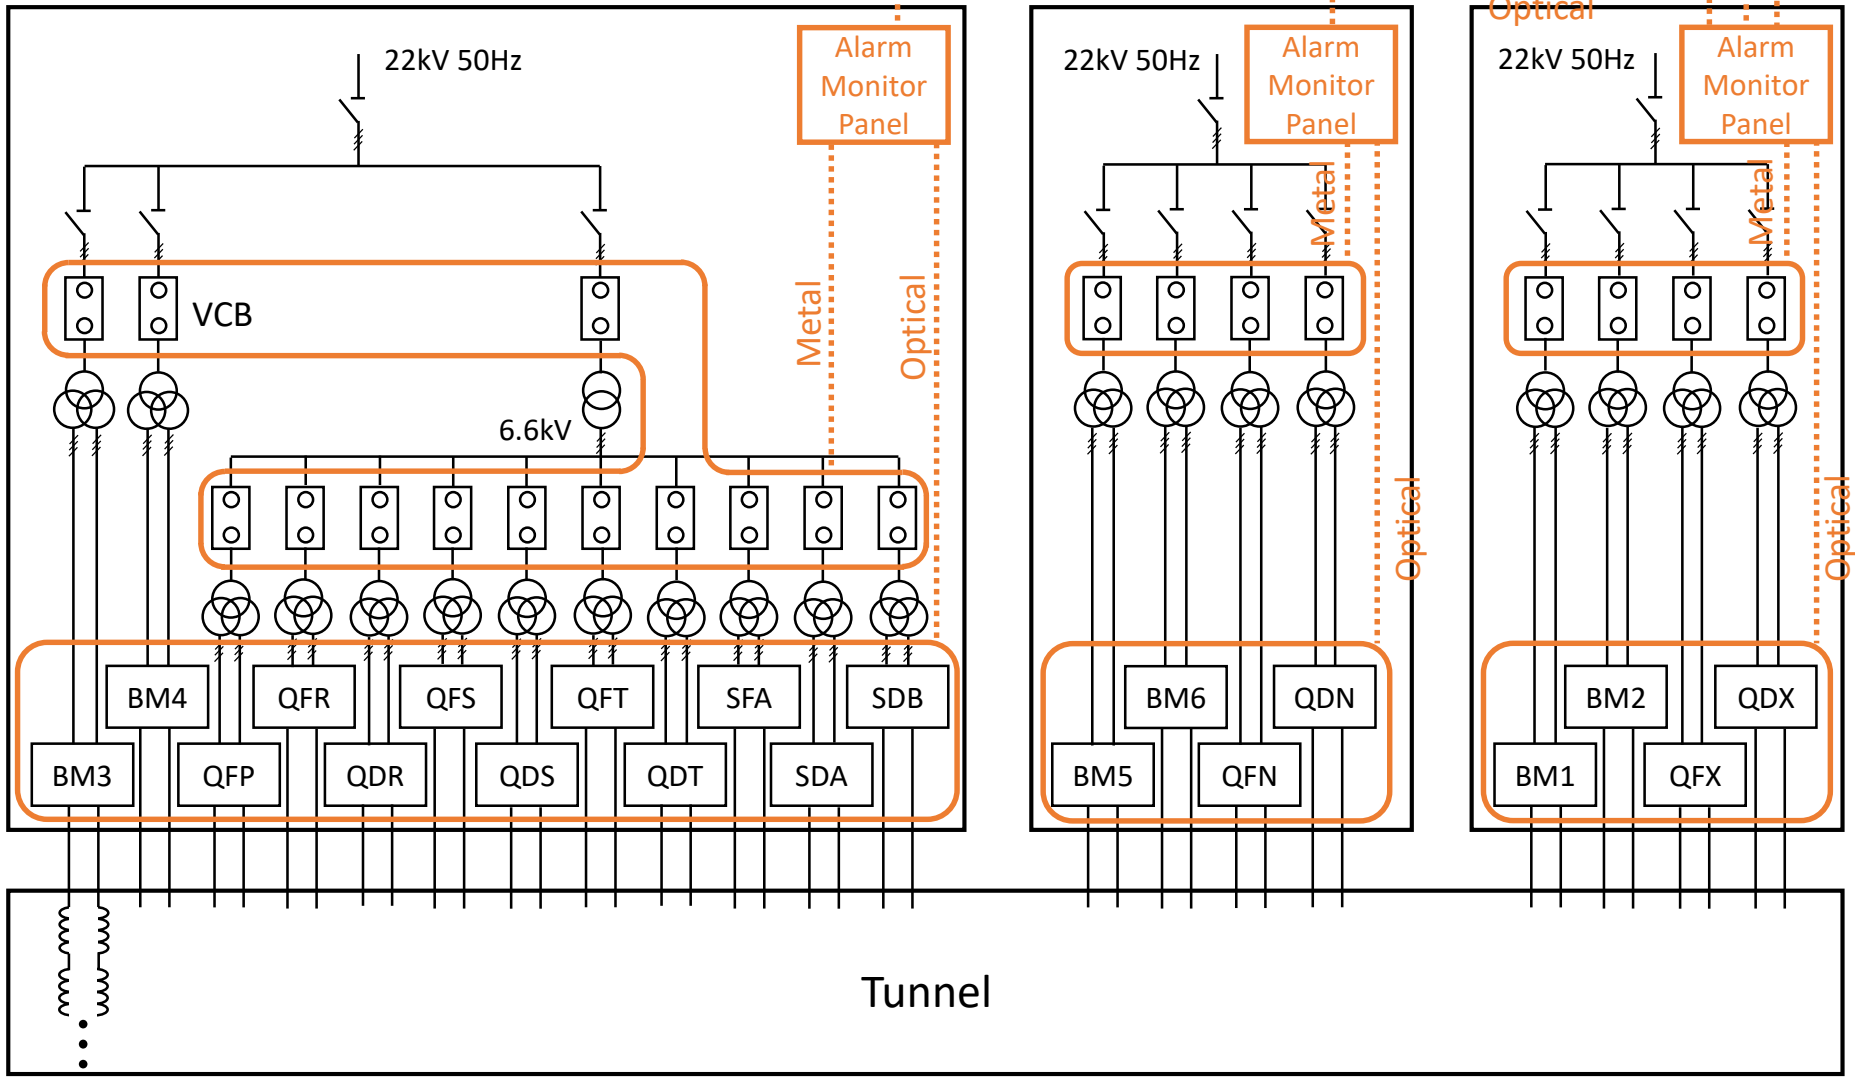 Optical
Alarm
Monitor
Panel
22kV 50Hz
Alarm
Monitor
Panel
22kV 50Hz
Alarm
Monitor
Panel
22kV 50Hz
VCB
Metal
Optical
6.6kV
Metal
Optical
Metal
Optical
BM4
QFR
QFS
QFT
SFA
SDB
BM3
QFP
QDR
QDS
QDT
SDA
BM6
QDN
BM5
QFN
BM2
QDX
BM1
QFX
Tunnel